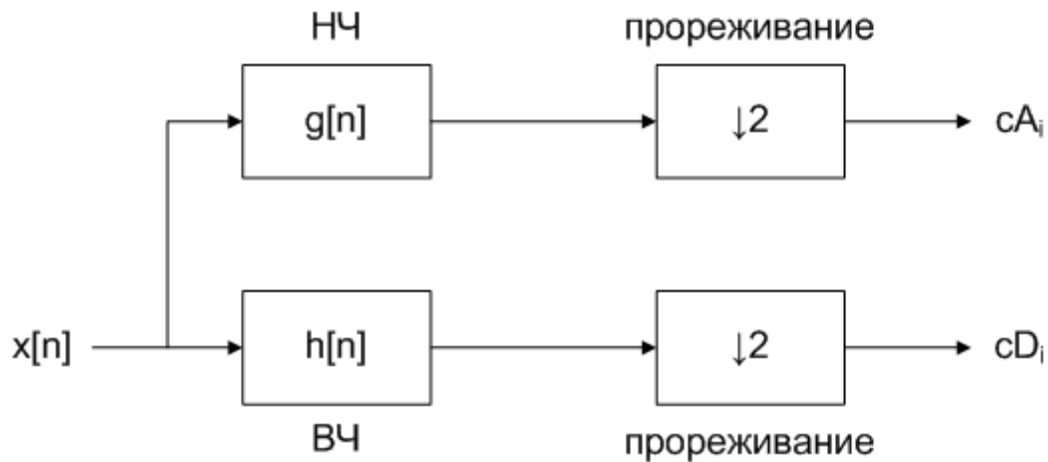 НЧ прореживание
g[n] ↓2 cAᵢ
x[n] h[n] ↓2 cDᵢ
ВЧ прореживание